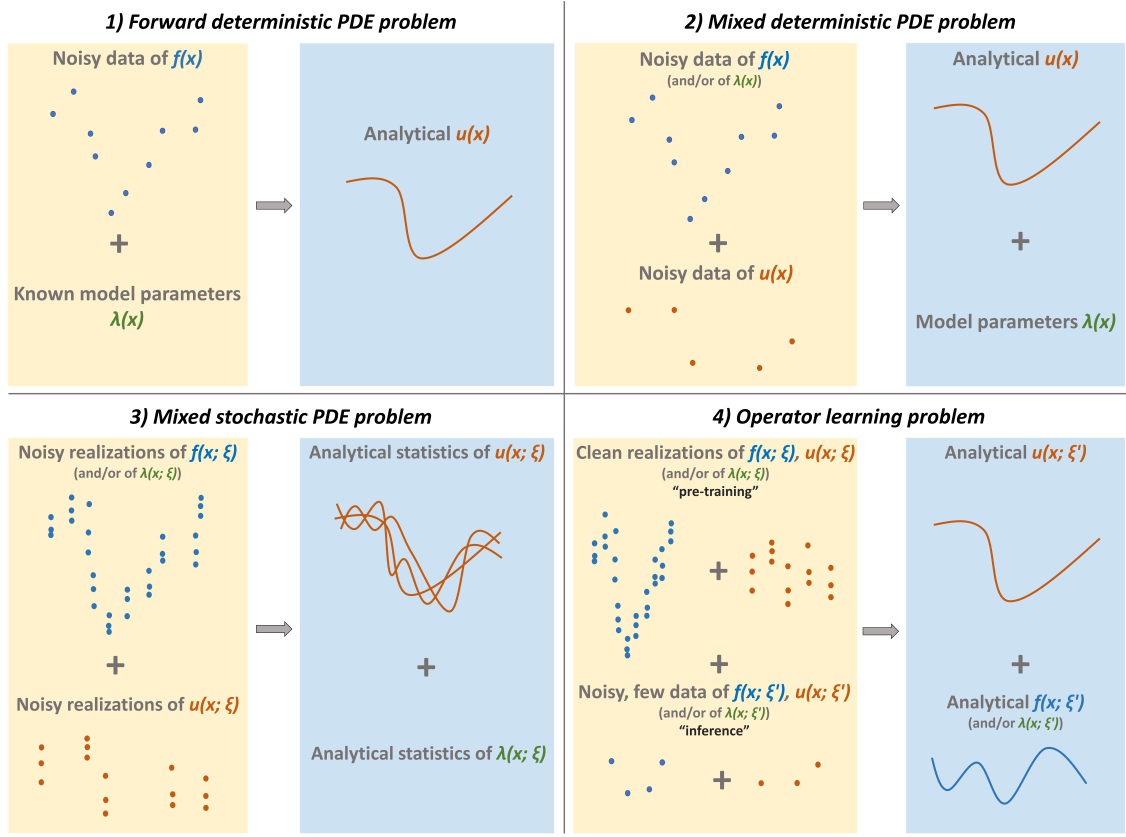 1) Forward deterministic PDE problem
Noisy data of f(x)
+
Known model parameters
λ(x)
Analytical u(x)
2) Mixed deterministic PDE problem
Noisy data of f(x)
(and/or of λ(x))
+
Noisy data of u(x)
Analytical u(x)
+
Model parameters λ(x)
3) Mixed stochastic PDE problem
Noisy realizations of f(x; ξ)
(and/or of λ(x; ξ))
+
Noisy realizations of u(x; ξ)
Analytical statistics of u(x; ξ)
+
Analytical statistics of λ(x; ξ)
4) Operator learning problem
Clean realizations of f(x; ξ), u(x; ξ)
(and/or of λ(x; ξ))
“pre-training”
+
+
Noisy, few data of f(x; ξ'), u(x; ξ')
(and/or of λ(x; ξ'))
“inference”
+
Analytical u(x; ξ')
+
Analytical f(x; ξ')
(and/or λ(x; ξ'))